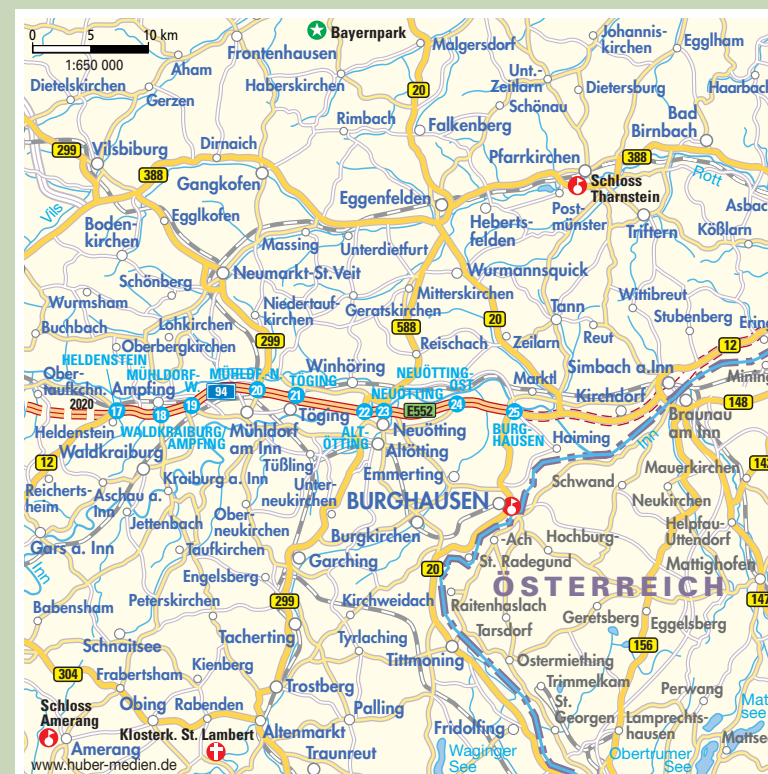 0 5 10 km
1:650 000
Bayernpark
Frontenhausen
Malgersdorf
Johannis-
kirchen
Egglham
Aham
Dietelskirchen
Gerzen
Haberskirchen
20
Unt.-
Zeitlarn
Dietersburg
Haarbach
Schönau
Rimbach
Falkenberg
Bad
Birnbach
299
Vilsbiburg
Dirnaich
Pfarrkirchen
388
388
Gangkofen
Schloss
Tharnstein
Rott
Vils
Egglkofen
Eggenfelden
Post-
münster
Asbac
Boden-
kirchen
Heberts-
felden
Triftern
Kößlarn
Massing
Unterdietfurt
Schönberg
Neumarkt-St.Veit
Wurmannsquick
Wurmsham
Niedertauf-
kirchen
Mitterskirchen
Wittibreut
Geratskirchen
Tann
Stubenberg
Buchbach
Lohkirchen
588
20
Ering
Oberbergkirchen
299
Reischach
Zeilarn
Reut
12
HELDENSTEIN
Ober-
taufkchn.
Ampfing
MÜHLDORF-
W.
MÜHLDF.-N
TÖGING
Winhöring
NEUÖTTING-
OST
NEUÖTTING
Marktl
Simbach a.Inn
Mining
2020
17
18
19
94
20
21
22
23
E552
24
25
Kirchdorf
148
Heldenstein
WALDKRAIBURG/
AMPFING
Mühldorf
am Inn
Töging
ALT-
ÖTTING
Neuötting
BURG-
HAUSEN
Braunau
am Inn
12
Waldkraiburg
Altötting
Haiming
Inn
Tüßling
Mauerkirchen
142
Reicherts-
heim
Aschau a.
Inn
Kraiburg a. Inn
Unter-
neukirchen
Emmerting
Schwand
Neukirchen
Jettenbach
Ober-
neukirchen
BURGHAUSEN
Helpfau-
Uttendorf
Gars a. Inn
Taufkirchen
Burgkirchen
-Ach
Hochburg-
Inn
Engelsberg
Garching
20
St. Radegund
Mattighofen
ÖSTERREICH
Babensham
Peterskirchen
299
Kirchweidach
Raitenhaslach
Geretsberg
Eggelsberg
147
Schnaitsee
Tacherting
Tyrlaching
Tarsdorf
156
304
Frabertsham
Kienberg
Tittmoning
Ostermiething
Trimmelkam
Schloss
Amerang
Obing
Rabenden
Trostberg
Palling
St.
Georgen
Perwang
Mat
see
Klosterk. St. Lambert
Altenmarkt
Fridolfing
Lamprechts-
hausen
Mattsee
Amerang
Traunreut
Waginger
See
Obertrumer
See
www.huber-medien.de